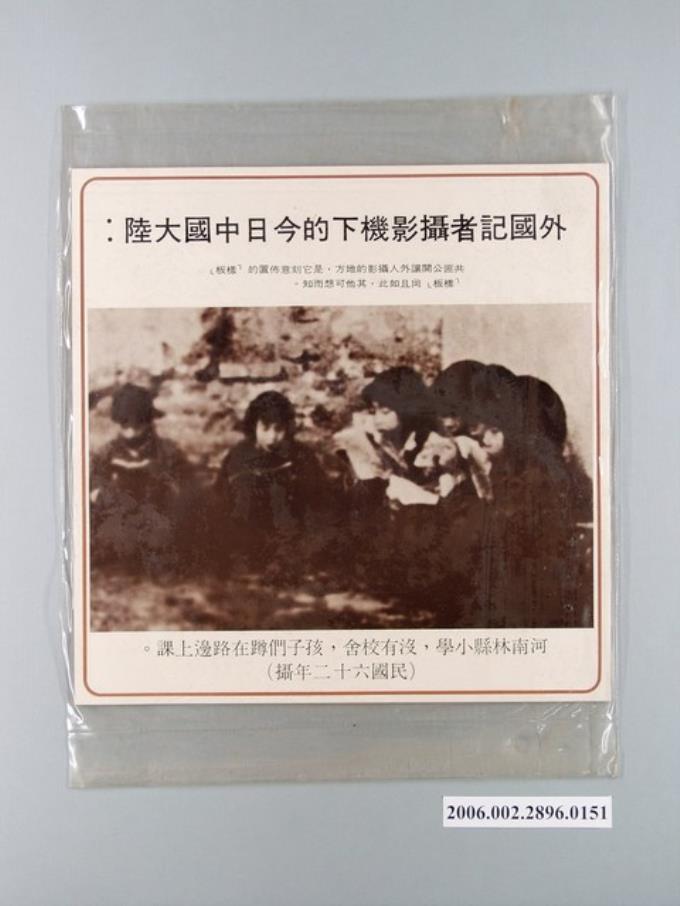 外國記者攝影機下的今日中國大陸：
共匪公開讓外人攝影的地方，是它刻意佈置的「樣板」
「樣板」尚且如此，其他可想而知。
河南林縣小學，沒有校舍，孩子們蹲在路邊上課。
(民國六十二年攝)
2006.002.2896.0151